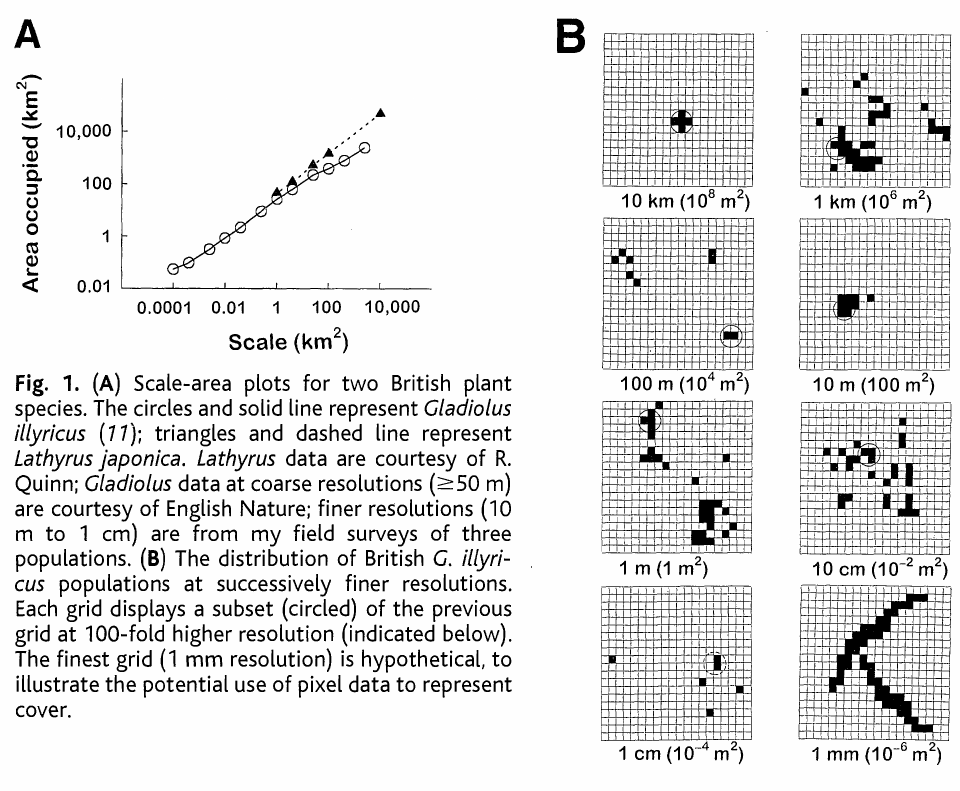 A
Area occupied (km²)
10,000
100
1
0.01
0.0001 0.01 1 100 10,000
Scale (km²)
Fig. 1. (A) Scale-area plots for two British plant
species. The circles and solid line represent Gladiolus
illyricus (11); triangles and dashed line represent
Lathyrus japonica. Lathyrus data are courtesy of R.
Quinn; Gladiolus data at coarse resolutions (≥50 m)
are courtesy of English Nature; finer resolutions (10
m to 1 cm) are from my field surveys of three
populations. (B) The distribution of British G. illyri-
cus populations at successively finer resolutions.
Each grid displays a subset (circled) of the previous
grid at 100-fold higher resolution (indicated below).
The finest grid (1 mm resolution) is hypothetical, to
illustrate the potential use of pixel data to represent
cover.
B
10 km (10⁸ m²)
1 km (10⁶ m²)
100 m (10⁴ m²)
10 m (100 m²)
1 m (1 m²)
10 cm (10⁻² m²)
1 cm (10⁻⁴ m²)
1 mm (10⁻⁶ m²)